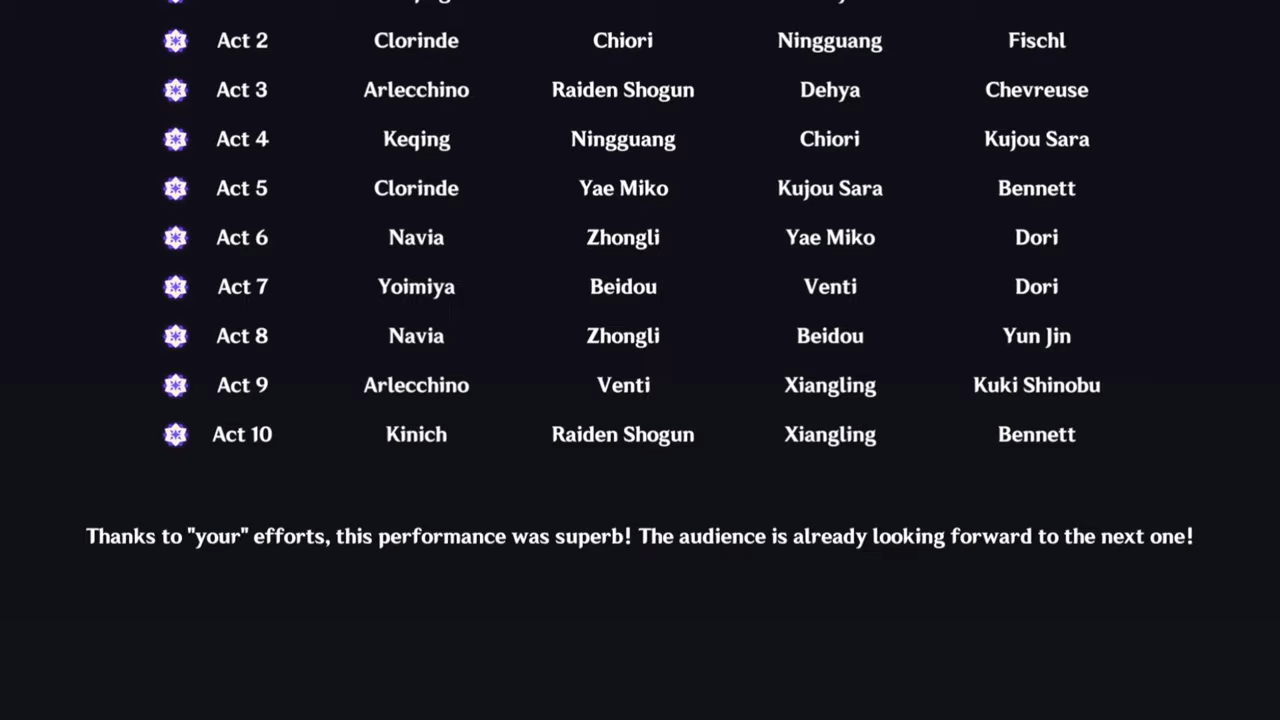 Act 2 Clorinde Chiori Ningguang Fischl
Act 3 Arlecchino Raiden Shogun Dehya Chevreuse
Act 4 Keqing Ningguang Chiori Kujou Sara
Act 5 Clorinde Yae Miko Kujou Sara Bennett
Act 6 Navia Zhongli Yae Miko Dori
Act 7 Yoimiya Beidou Venti Dori
Act 8 Navia Zhongli Beidou Yun Jin
Act 9 Arlecchino Venti Xiangling Kuki Shinobu
Act 10 Kinich Raiden Shogun Xiangling Bennett
Thanks to "your" efforts, this performance was superb! The audience is already looking forward to the next one!